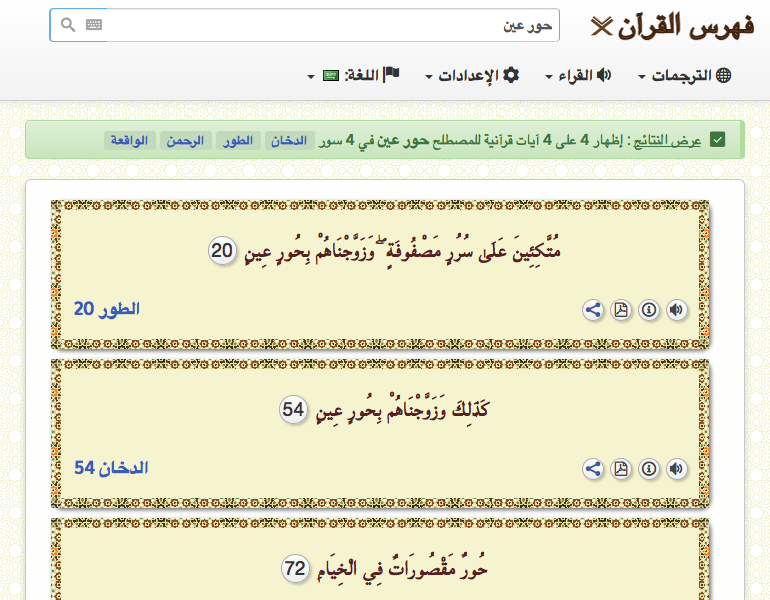 فهرس القرآن
حور عين
الترجمات
القراء
الإعدادات
اللغة:
عرض النتائج : إظهار 4 على 4 آيات قرآنية للمصطلح حور عين في 4 سور الدخان الطور الرحمن الواقعة
مُتَّكِئِينَ عَلَىٰ سُرُرٍ مَصْفُوفَةٍ ۖ وَزَوَّجْنَاهُمْ بِحُورٍ عِينٍ 20
الطور 20
كَذَٰلِكَ وَزَوَّجْنَاهُمْ بِحُورٍ عِينٍ 54
الدخان 54
حُورٌ مَقْصُورَاتٌ فِي الْخِيَامِ 72